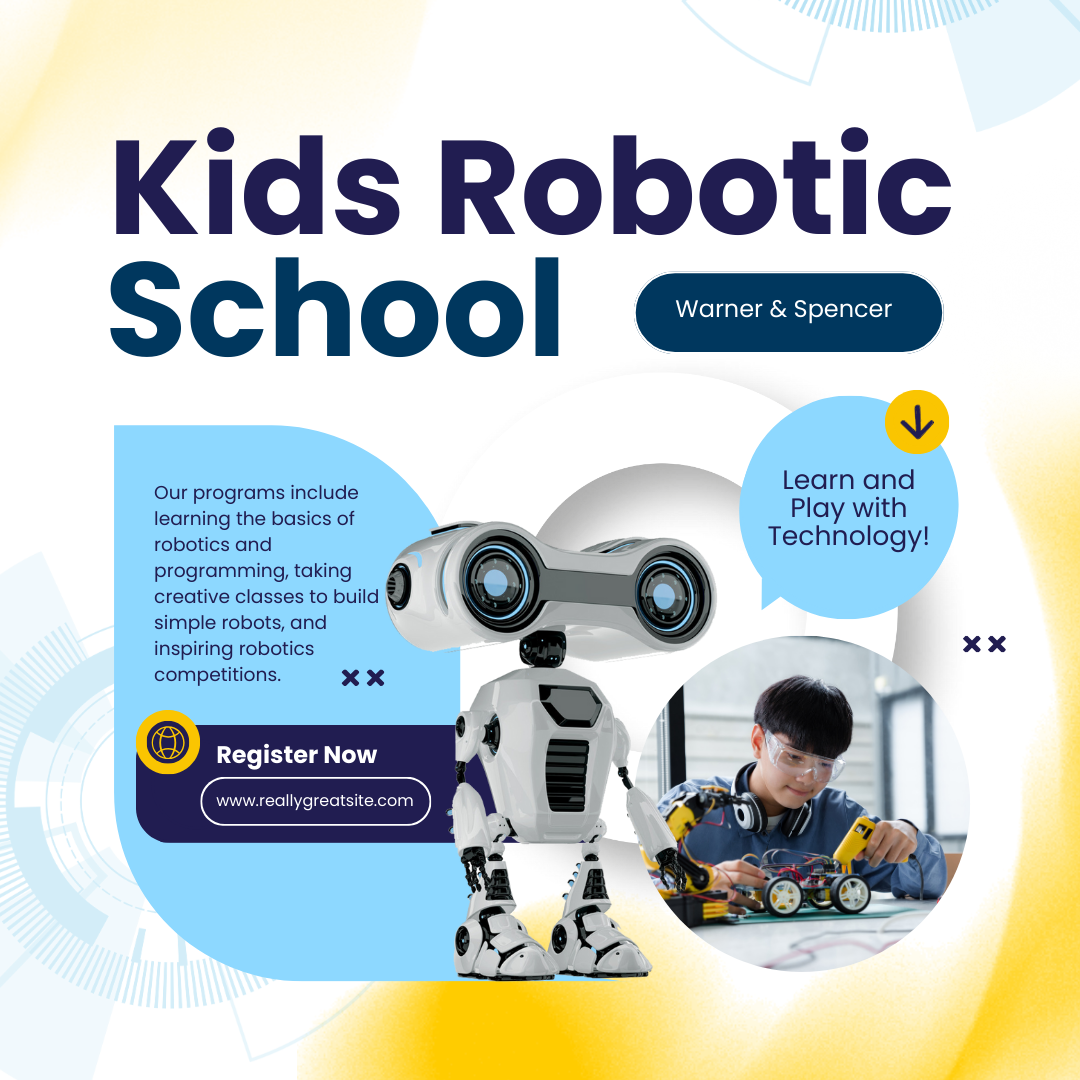 Kids Robotic
School
Warner & Spencer
Learn and
Play with
Technology!
Our programs include
learning the basics of
robotics and
programming, taking
creative classes to build
simple robots, and
inspiring robotics
competitions.
Register Now
www.reallygreatsite.com